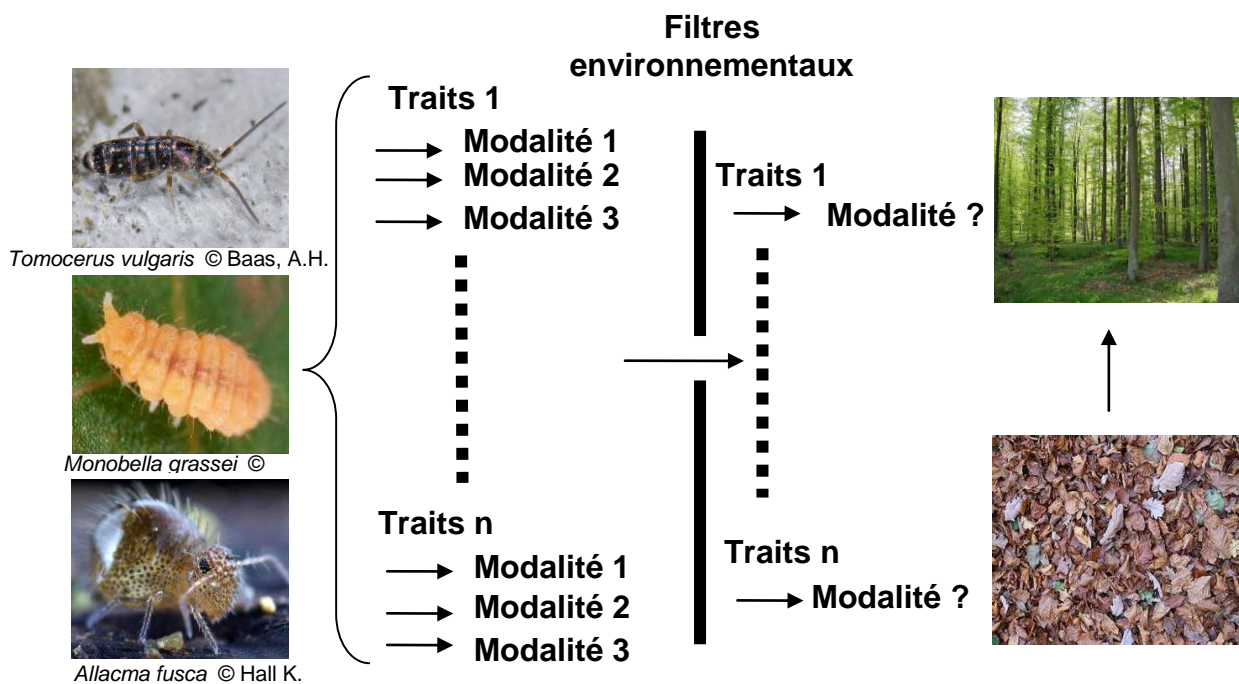 Filtres
environnementaux
Tomocerus vulgaris © Baas, A.H.
Monobella grassei ©
Allacma fusca © Hall K.
Traits 1
Modalité 1
Modalité 2
Modalité 3
Traits n
Modalité 1
Modalité 2
Modalité 3
Traits 1
Modalité ?
Traits n
Modalité ?